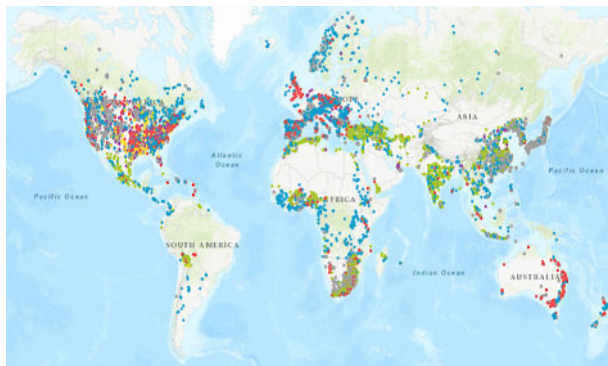 ASIA
Atlantic
Ocean
Pacific Ocean
Pacific Ocean
AFRICA
SOUTH AMERICA
Indian Ocean
AUSTRALIA